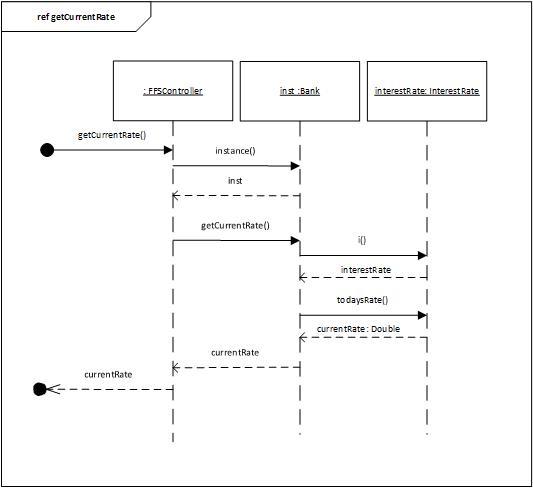 ref getCurrentRate
: FFSController
inst :Bank
interestRate: InterestRate
getCurrentRate()
instance()
inst
getCurrentRate()
i()
interestRate
todaysRate()
currentRate : Double
currentRate
currentRate